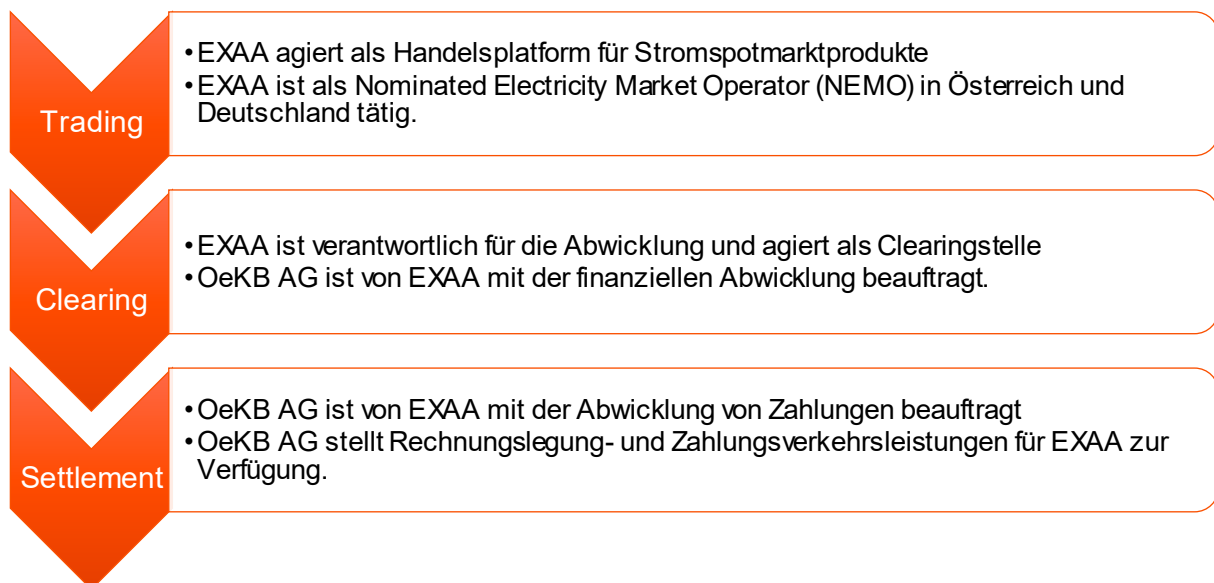 Trading
•EXAA agiert als Handelsplatform für Stromspotmarktprodukte
•EXAA ist als Nominated Electricity Market Operator (NEMO) in Österreich und
Deutschland tätig.
Clearing
•EXAA ist verantwortlich für die Abwicklung und agiert als Clearingstelle
•OeKB AG ist von EXAA mit der finanziellen Abwicklung beauftragt.
Settlement
•OeKB AG ist von EXAA mit der Abwicklung von Zahlungen beauftragt
•OeKB AG stellt Rechnungslegung- und Zahlungsverkehrsleistungen für EXAA zur
Verfügung.